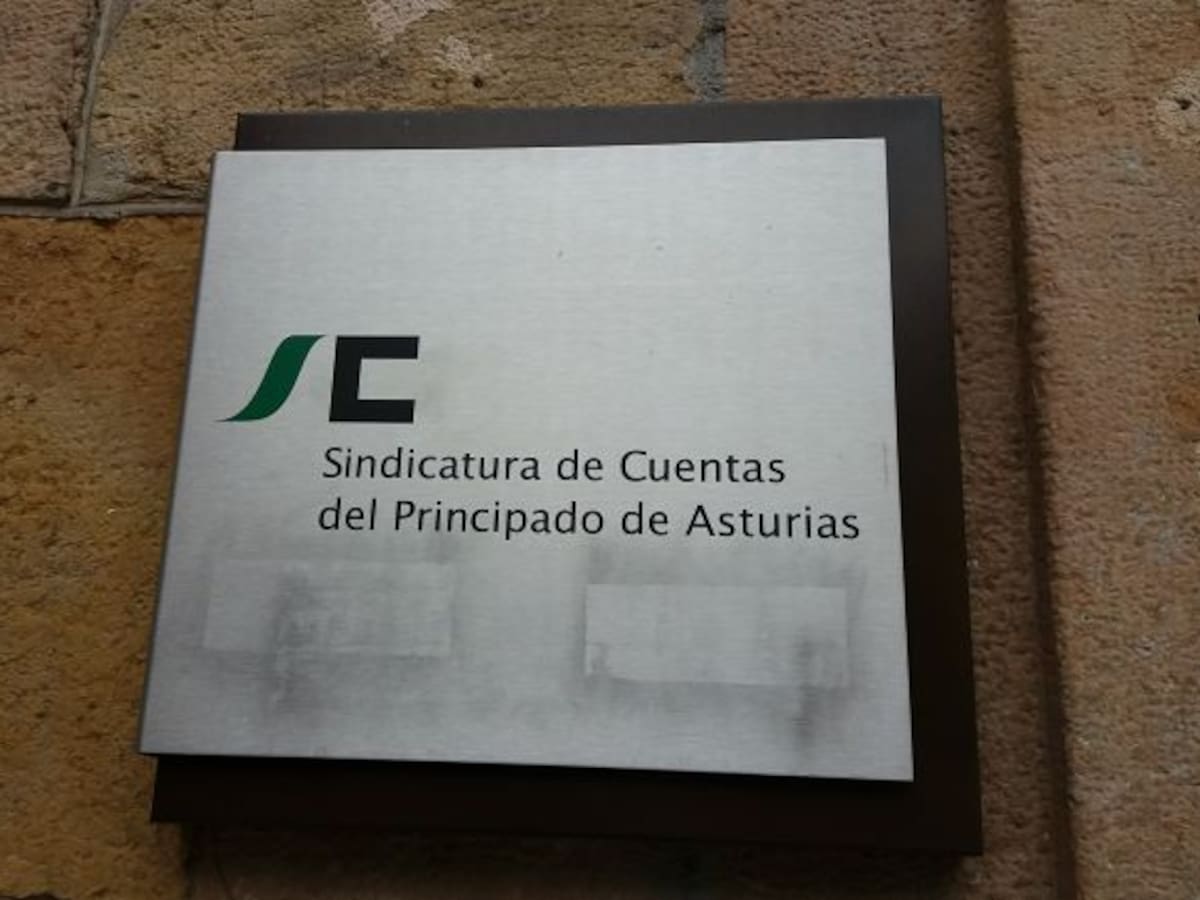 SC
Sindicatura de Cuentas
del Principado de Asturias